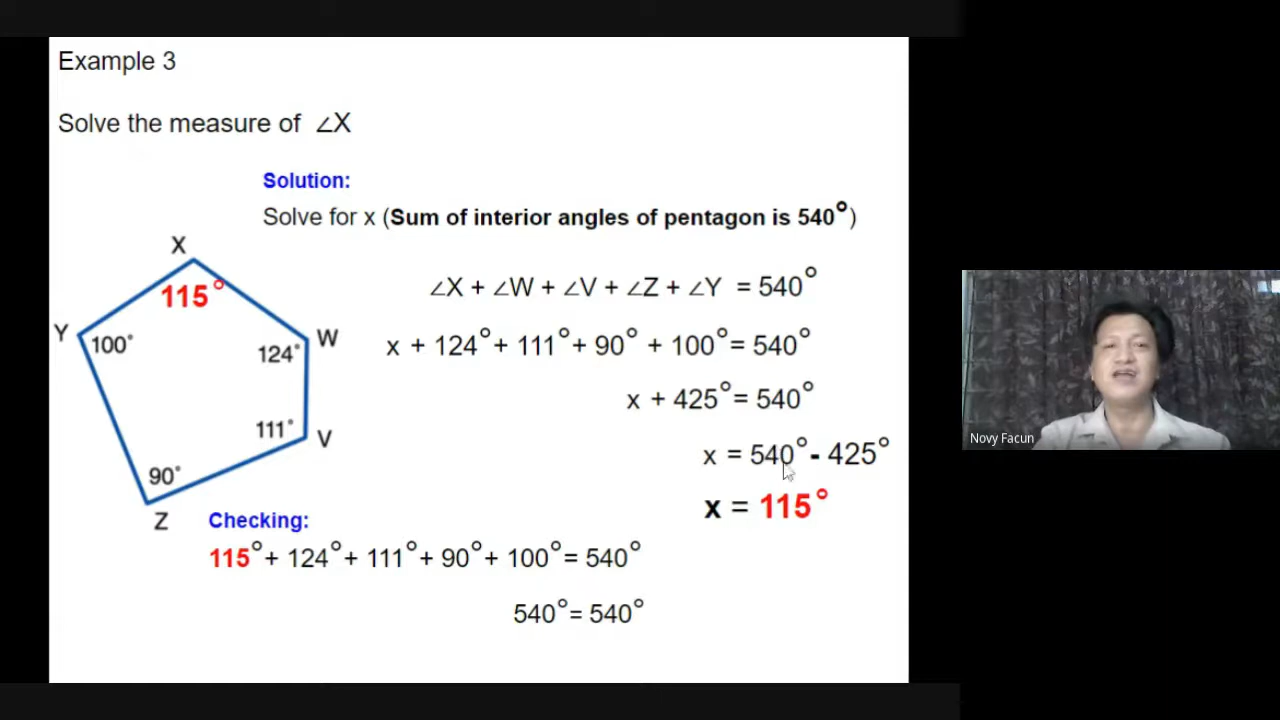 Example 3
Solve the measure of ∠X
Solution:
Solve for x (Sum of interior angles of pentagon is 540°)
∠X + ∠W + ∠V + ∠Z + ∠Y = 540°
x + 124° + 111° + 90° + 100° = 540°
x + 425° = 540°
x = 540° - 425°
x = 115°
X
115°
Y
100°
W
124°
111°
V
90°
Z
Checking:
115° + 124° + 111° + 90° + 100° = 540°
540° = 540°
Novy Facun